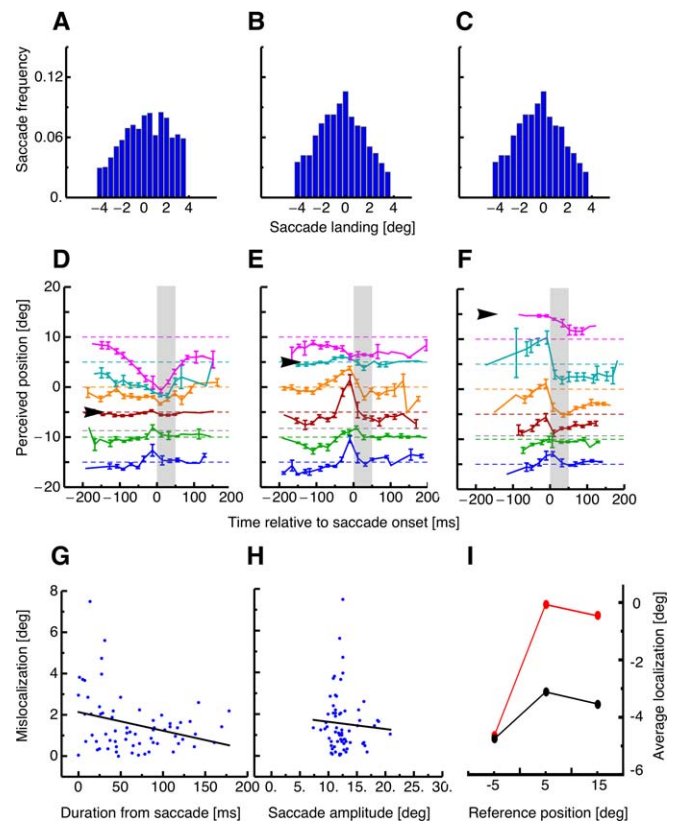 A B C
Saccade frequency
0.12
0.06
0.
−4 −2 0 2 4
−4 −2 0 2 4
−4 −2 0 2 4
Saccade landing [deg]
D E F
Perceived position [deg]
20
10
0
−10
−20
−200 −100 0 100 200
−200 −100 0 100 200
−200 −100 0 100 200
Time relative to saccade onset [ms]
G H I
Mislocalization [deg]
8
6
4
2
0
0 50 100 150 200
0. 5. 10. 15. 20. 25. 30.
-5 5 15
0
-2
-4
-6
Average localization [deg]
Duration from saccade [ms] Saccade amplitude [deg] Reference position [deg]